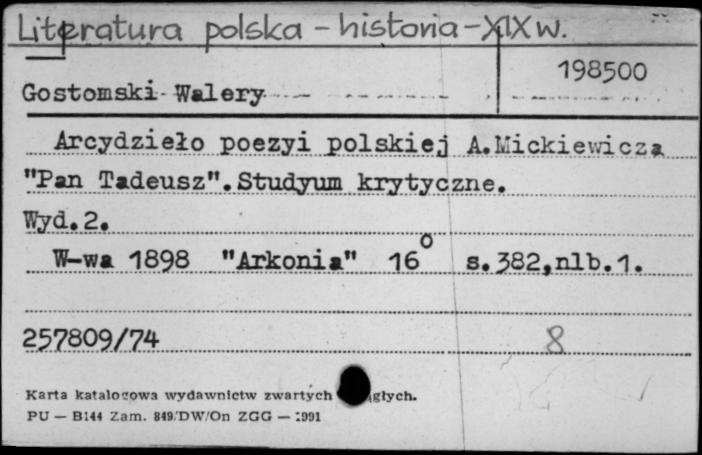 Literatura polska - historia - XIX w.
198500
Gostomski Walery
Arcydzieło poezyi polskiej A.Mickiewicza
"Pan Tadeusz".Studyum krytyczne.
Wyd.2.
W-wa 1898 "Arkonia" 16° s.382,nlb.1.
257809/74
8
Karta katalogowa wydawnictw zwartych
PU — B144 Zam. 849/DW/On ZGG — 1991